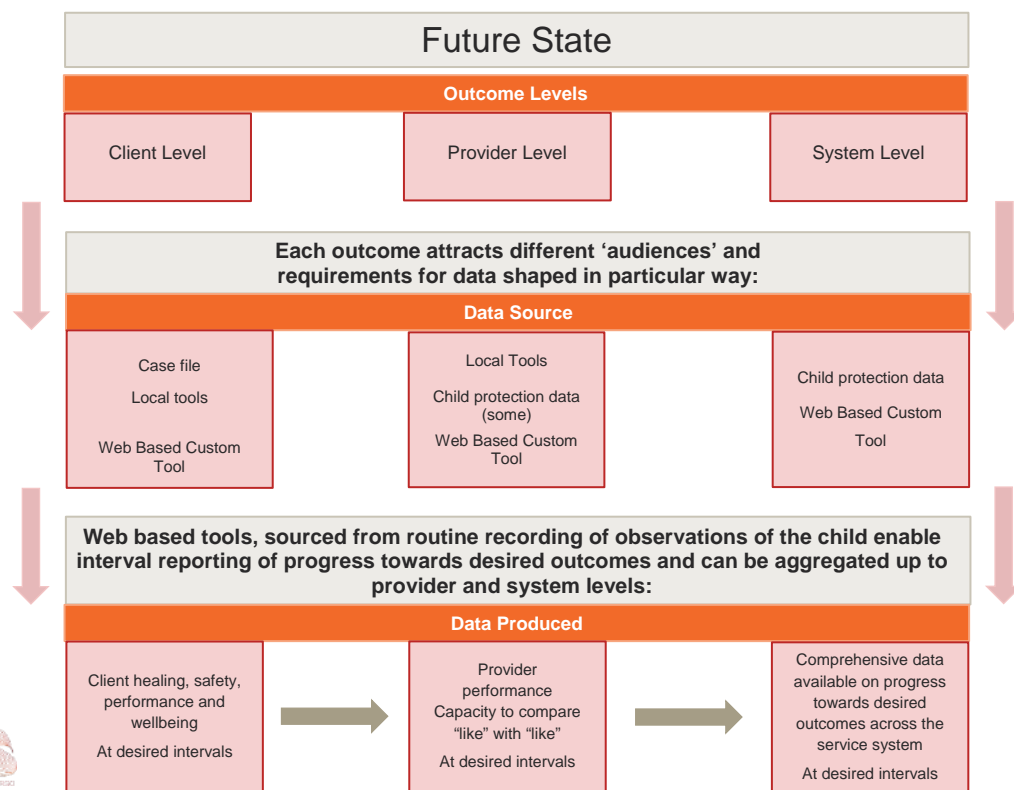 Future State
Outcome Levels
Client Level
Provider Level
System Level
Each outcome attracts different ‘audiences’ and
requirements for data shaped in particular way:
Data Source
Case file
Local tools
Web Based Custom
Tool
Local Tools
Child protection data
(some)
Web Based Custom
Tool
Child protection data
Web Based Custom
Tool
Web based tools, sourced from routine recording of observations of the child enable
interval reporting of progress towards desired outcomes and can be aggregated up to
provider and system levels:
Data Produced
Client healing, safety,
performance and
wellbeing
At desired intervals
Provider
performance
Capacity to compare
“like” with “like”
At desired intervals
Comprehensive data
available on progress
towards desired
outcomes across the
service system
At desired intervals